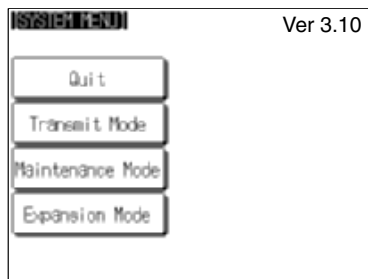 [SYSTEM MENU]
Ver 3.10
Quit
Transmit Mode
Maintenance Mode
Expansion Mode